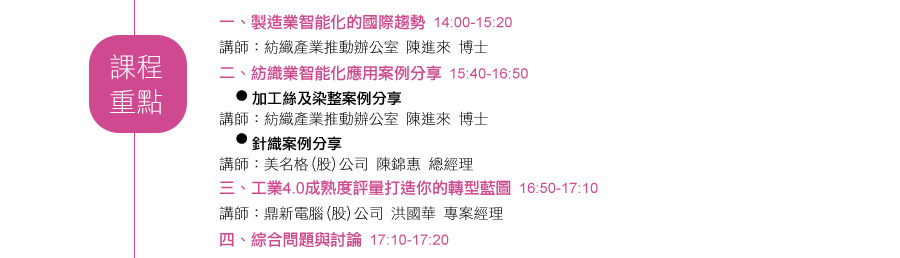 課程
重點
一、製造業智能化的國際趨勢 14:00-15:20
講師：紡織產業推動辦公室 陳進來 博士
二、紡織業智能化應用案例分享 15:40-16:50
● 加工絲及染整案例分享
講師：紡織產業推動辦公室 陳進來 博士
● 針織案例分享
講師：美名格(股)公司 陳錦惠 總經理
三、工業4.0成熟度評量打造你的轉型藍圖 16:50-17:10
講師：鼎新電腦(股)公司 洪國華 專案經理
四、綜合問題與討論 17:10-17:20